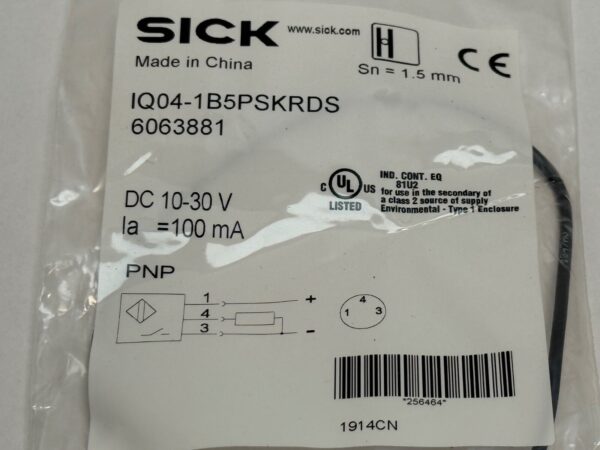 SICK www.sick.com CE
Made in China
Sn = 1.5 mm
IQ04-1B5PSKRDS
6063881
C UL US
LISTED
IND. CONT. EQ
81U2
for use in the secondary of
a class 2 source of supply
Environmental - Type 1 Enclosure
DC 10-30 V
Ia =100 mA
PNP
1 +
4
3 -
4
1 3
*256464*
1914CN